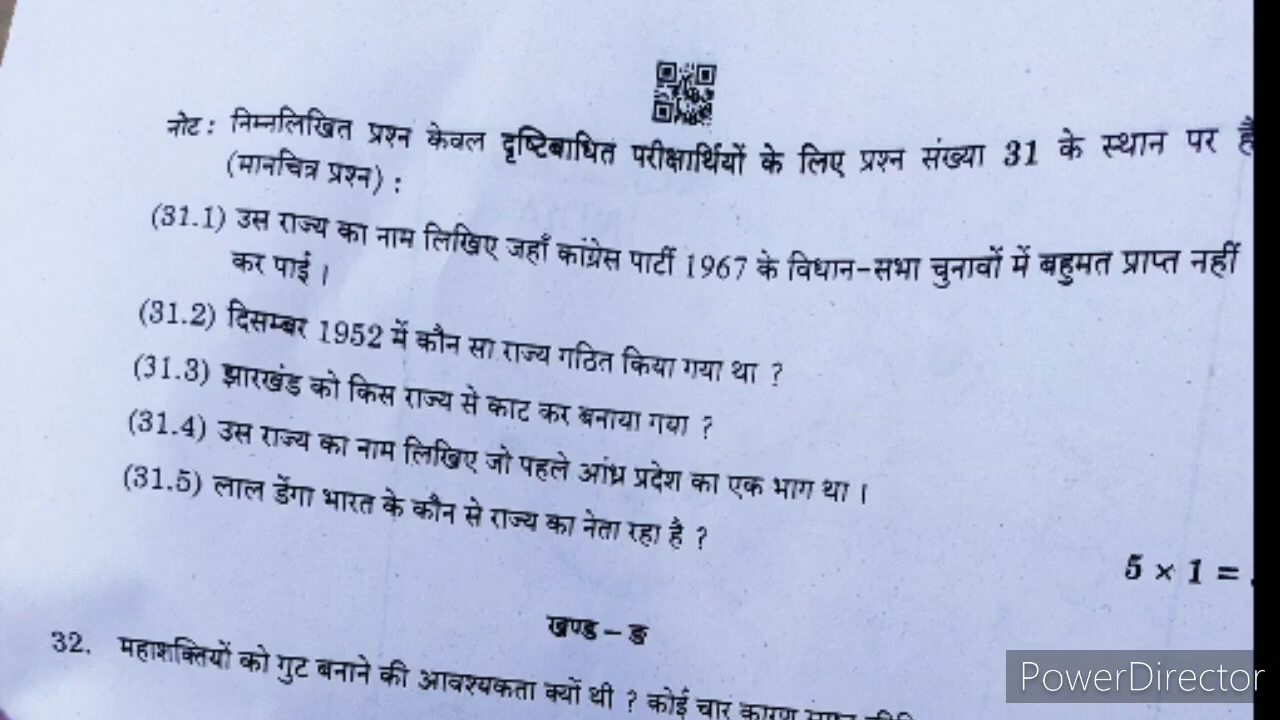 नोट : निम्नलिखित प्रश्न केवल दृष्टिबाधित परीक्षार्थियों के लिए प्रश्न संख्या 31 के स्थान पर है
(मानचित्र प्रश्न) :
(31.1) उस राज्य का नाम लिखिए जहाँ कांग्रेस पार्टी 1967 के विधान-सभा चुनावों में बहुमत प्राप्त नहीं
कर पाई ।
(31.2) दिसम्बर 1952 में कौन सा राज्य गठित किया गया था ?
(31.3) झारखंड को किस राज्य से काट कर बनाया गया ?
(31.4) उस राज्य का नाम लिखिए जो पहले आंध्र प्रदेश का एक भाग था ।
(31.5) लाल डेंगा भारत के कौन से राज्य का नेता रहा है ?
5 × 1 =
खण्ड – ङ
32. महाशक्तियों को गुट बनाने की आवश्यकता क्यों थी ? कोई चार कारण
PowerDirector